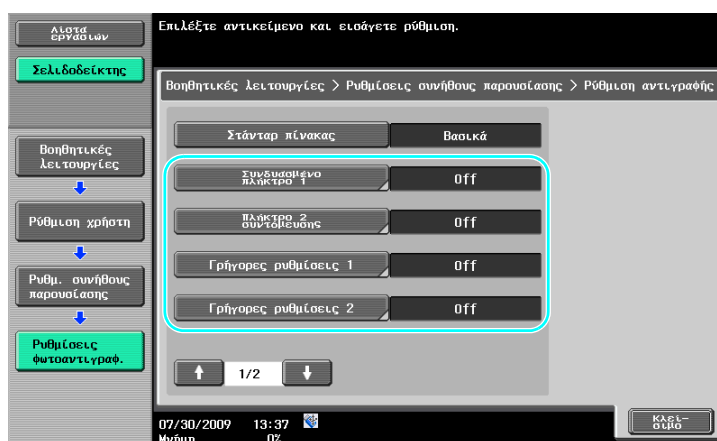 Λίστα
εργασιών
Επιλέξτε αντικείμενο και εισάγετε ρύθμιση.
Σελιδοδείκτης
Βοηθητικές λειτουργίες > Ρυθμίσεις συνήθους παρουσίασης > Ρύθμιση αντιγραφής
Στάνταρ πίνακας
Βασικά
Βοηθητικές
λειτουργίες
Συνδυασμένο
πλήκτρο 1
Off
Ρύθμιση χρήστη
Πλήκτρο 2
συντόμευσης
Off
Γρήγορες ρυθμίσεις 1
Off
Ρυθμ. συνήθους
παρουσίασης
Γρήγορες ρυθμίσεις 2
Off
Ρυθμίσεις
φωτοαντιγραφ.
1/2
07/30/2009 13:37
Μνήμη 0%
Κλεί-
σιμο